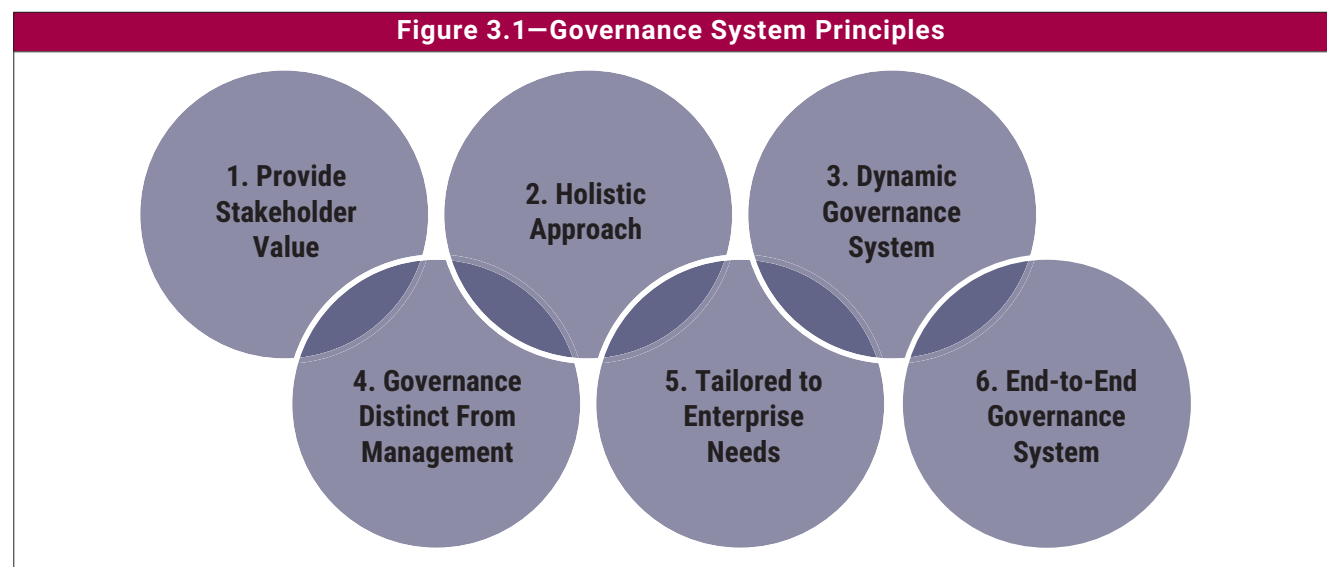 Figure 3.1—Governance System Principles
1. Provide
Stakeholder
Value
2. Holistic
Approach
3. Dynamic
Governance
System
4. Governance
Distinct From
Management
5. Tailored to
Enterprise
Needs
6. End-to-End
Governance
System